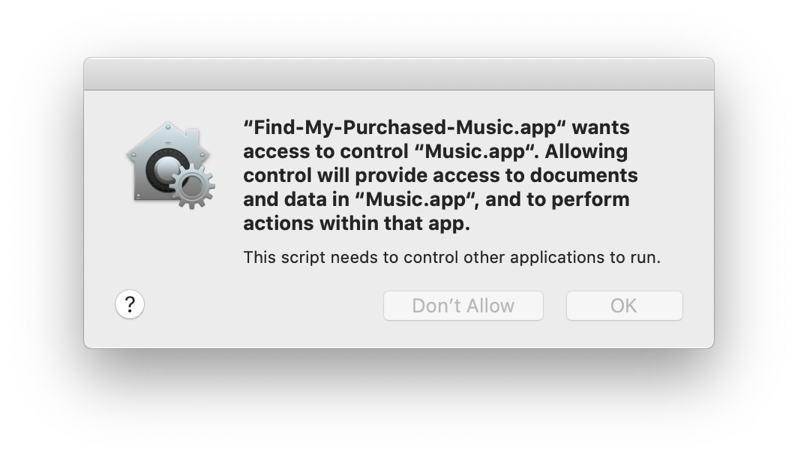 “Find-My-Purchased-Music.app“ wants
access to control “Music.app“. Allowing
control will provide access to documents
and data in “Music.app“, and to perform
actions within that app.
This script needs to control other applications to run.
?
Don’t Allow
OK